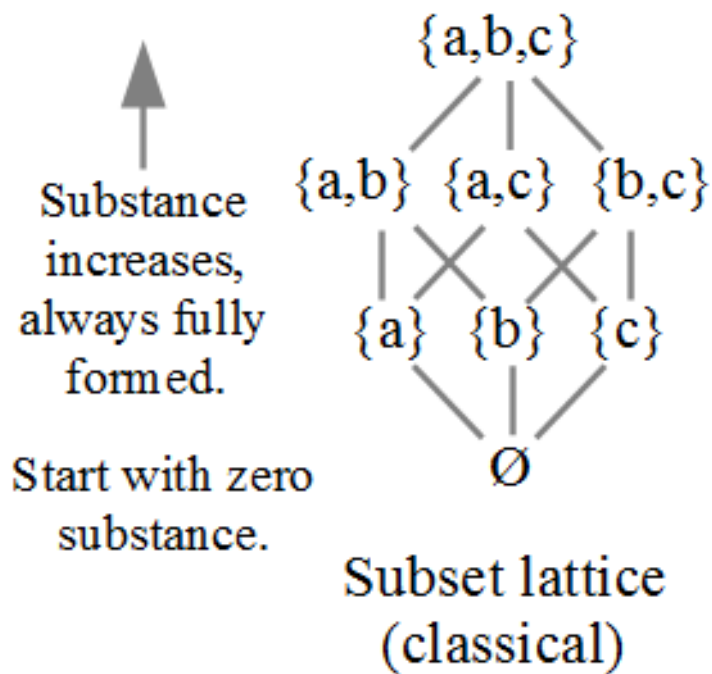 {a,b,c}
{a,b} {a,c} {b,c}
{a} {b} {c}
Ø
Substance
increases,
always fully
formed.
Start with zero
substance.
Subset lattice
(classical)